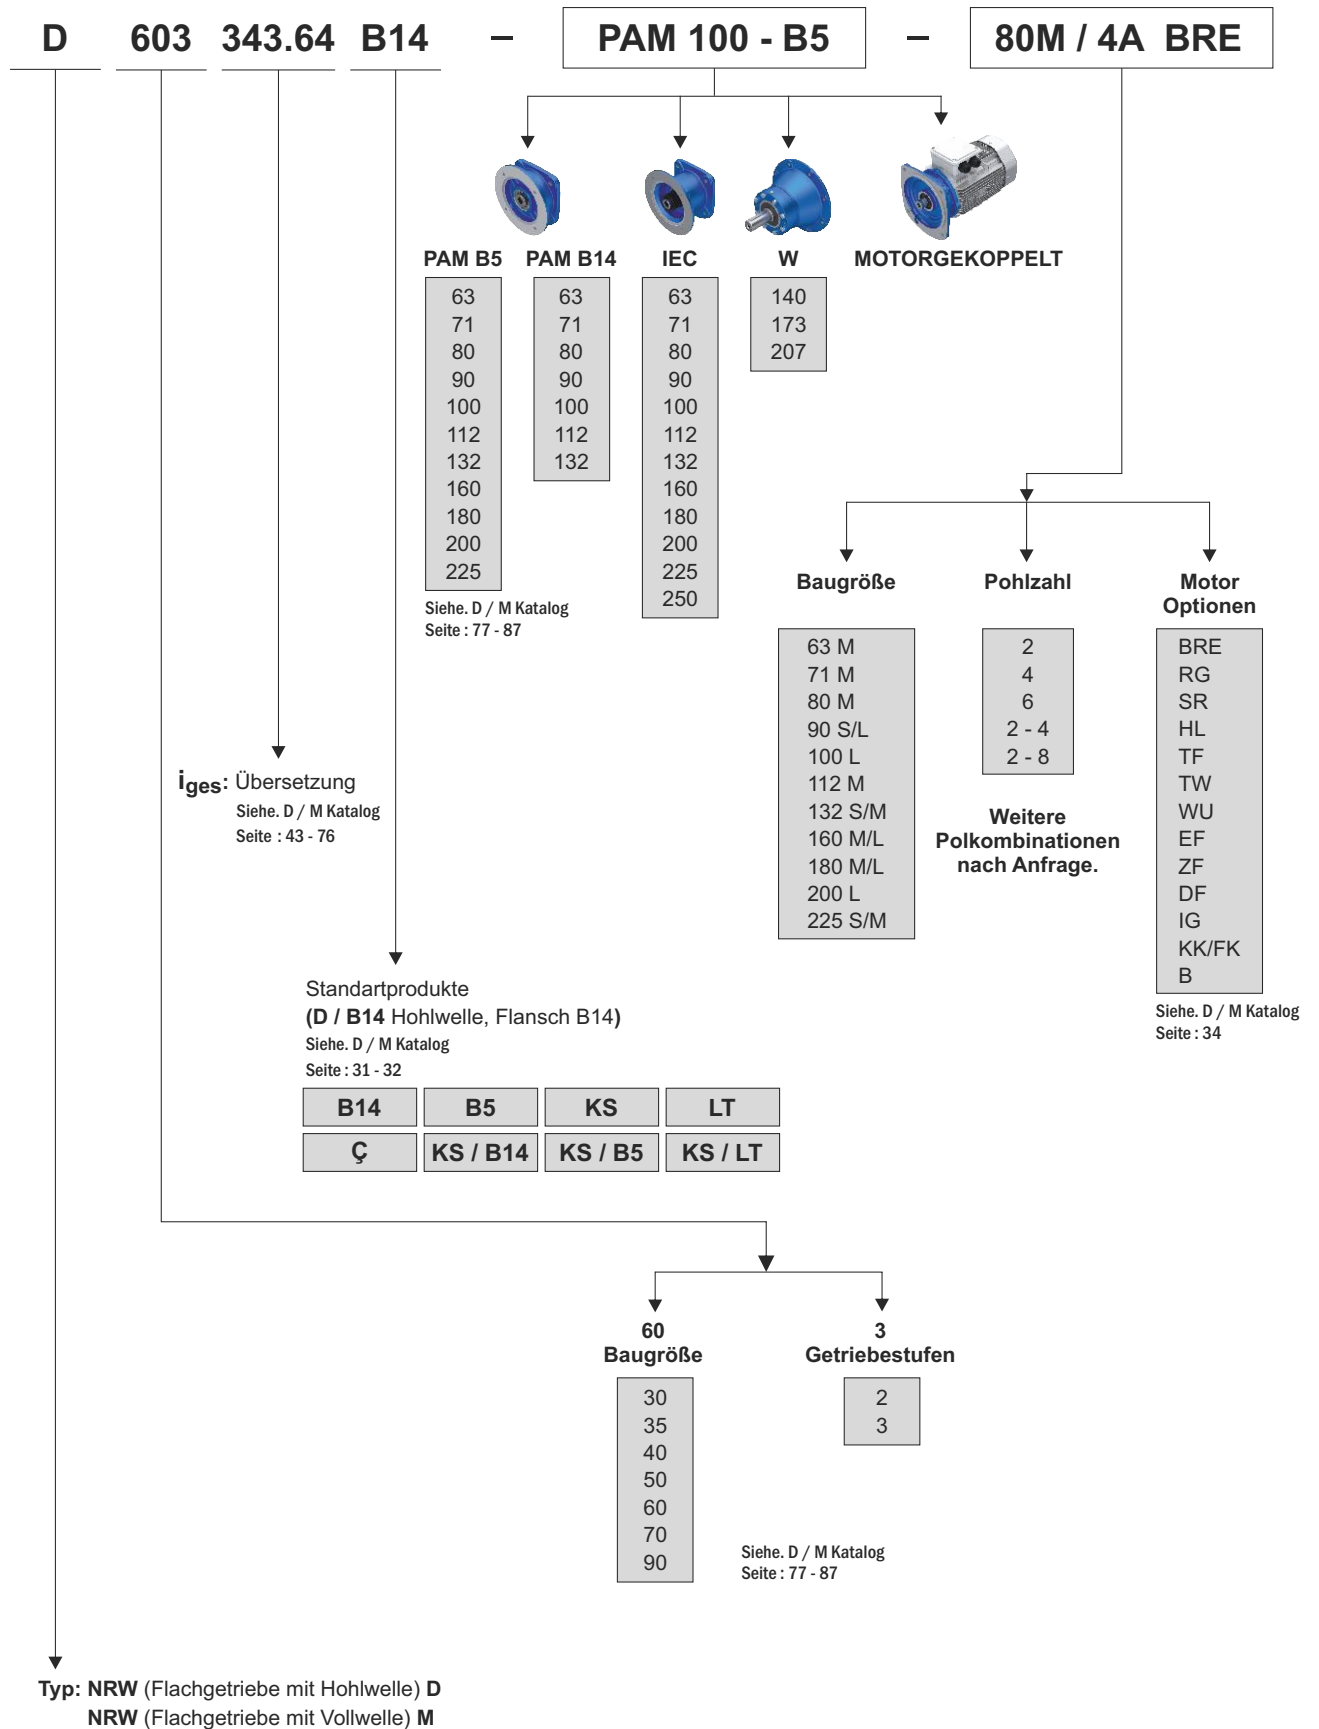 D 603 343.64 B14 – PAM 100 - B5 – 80M / 4A BRE
PAM B5
63
71
80
90
100
112
132
160
180
200
225
Siehe. D / M Katalog
Seite : 77 - 87
PAM B14
63
71
80
90
100
112
132
IEC
63
71
80
90
100
112
132
160
180
200
225
250
W
140
173
207
MOTORGEKOPPELT
Baugröße
63 M
71 M
80 M
90 S/L
100 L
112 M
132 S/M
160 M/L
180 M/L
200 L
225 S/M
Pohlzahl
2
4
6
2 - 4
2 - 8
Weitere
Polkombinationen
nach Anfrage.
Motor
Optionen
BRE
RG
SR
HL
TF
TW
WU
EF
ZF
DF
IG
KK/FK
B
Siehe. D / M Katalog
Seite : 34
iges: Übersetzung
Siehe. D / M Katalog
Seite : 43 - 76
Standartprodukte
(D / B14 Hohlwelle, Flansch B14)
Siehe. D / M Katalog
Seite : 31 - 32
B14 B5 KS LT
Ç KS / B14 KS / B5 KS / LT
60
Baugröße
30
35
40
50
60
70
90
3
Getriebestufen
2
3
Siehe. D / M Katalog
Seite : 77 - 87
Typ: NRW (Flachgetriebe mit Hohlwelle) D
NRW (Flachgetriebe mit Vollwelle) M